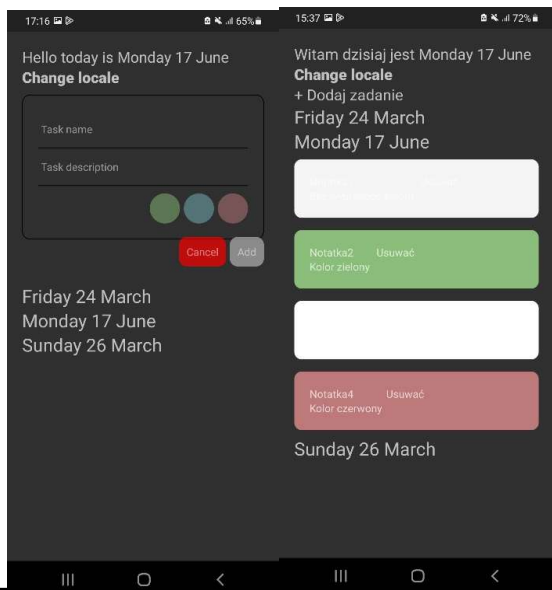 17:16
65%
Hello today is Monday 17 June
Change locale
Task name
Task description
Cancel Add
Friday 24 March
Monday 17 June
Sunday 26 March
15:37
72%
Witam dzisiaj jest Monday 17 June
Change locale
+ Dodaj zadanie
Friday 24 March
Monday 17 June
Notatka2 Usuwać
Kolor zielony
Notatka4 Usuwać
Kolor czerwony
Sunday 26 March